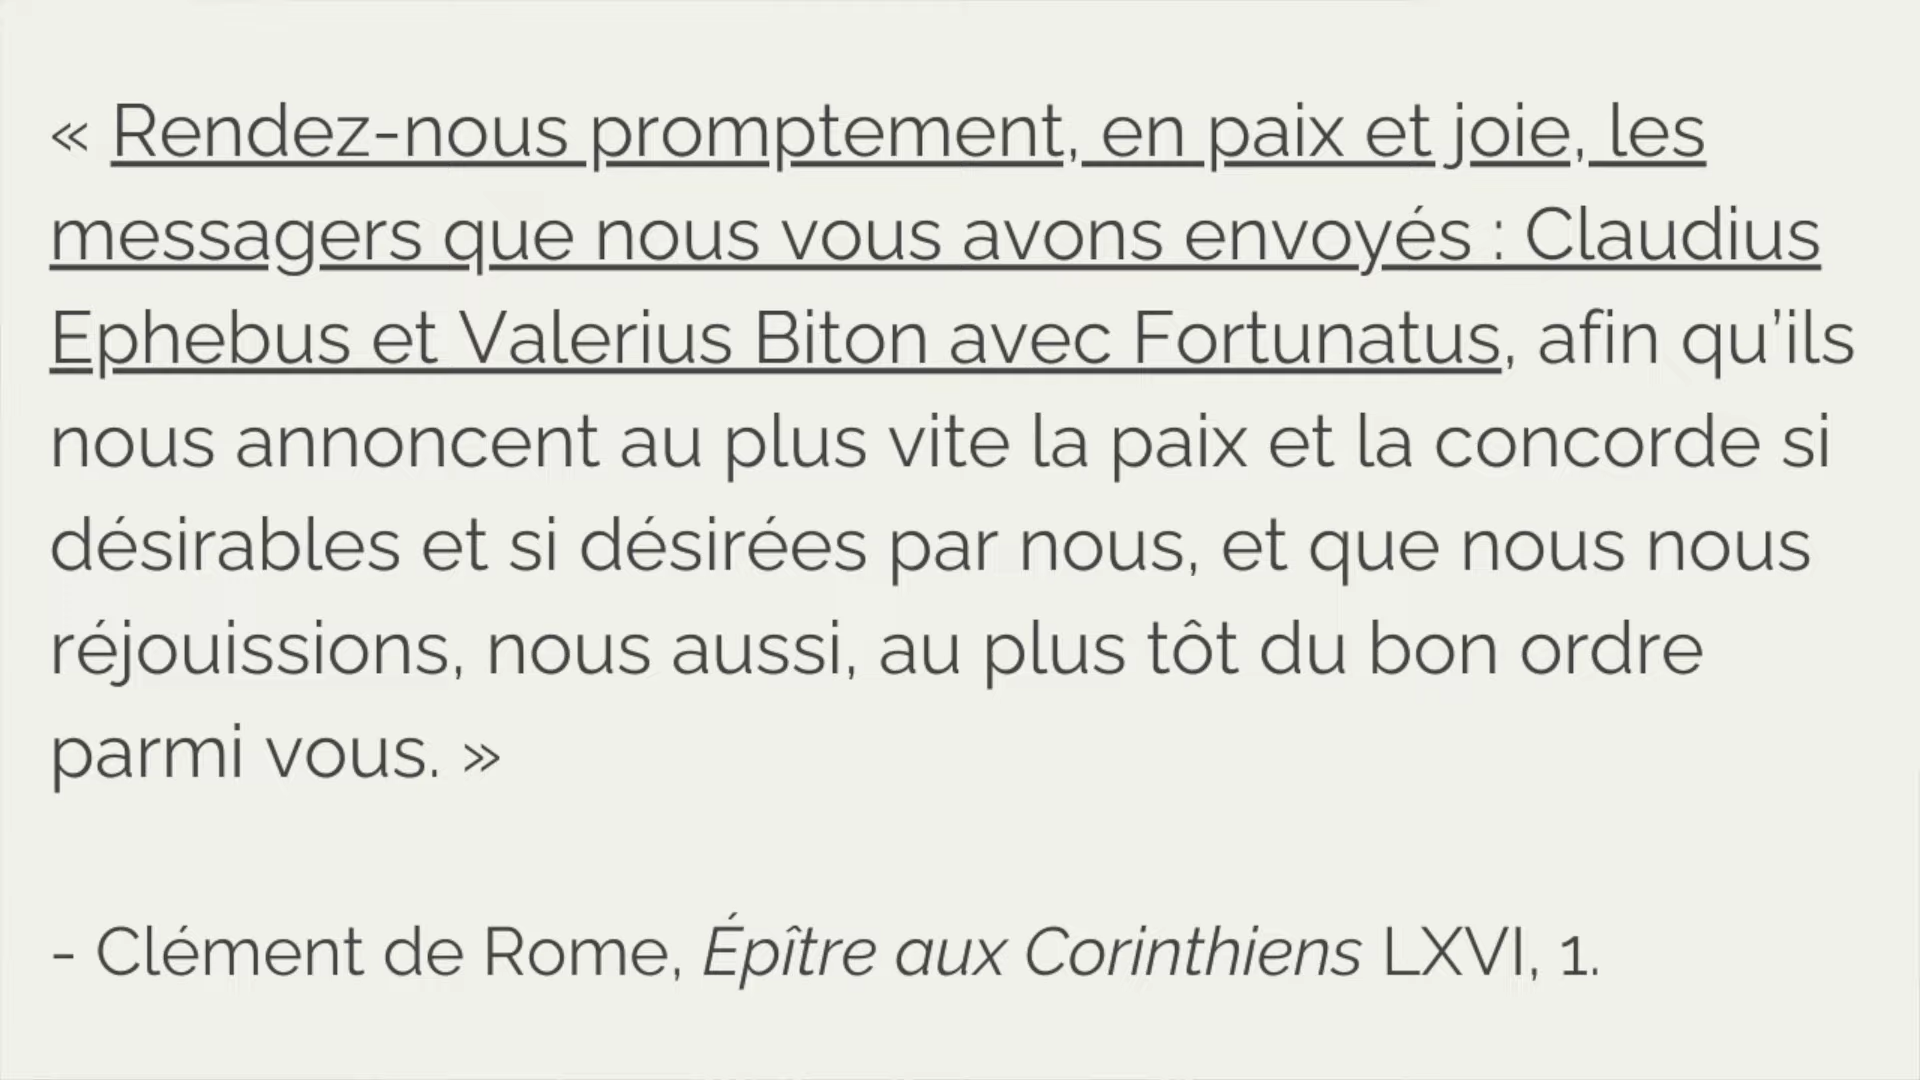 « Rendez-nous promptement, en paix et joie, les
messagers que nous vous avons envoyés : Claudius
Ephebus et Valerius Biton avec Fortunatus, afin qu’ils
nous annoncent au plus vite la paix et la concorde si
désirables et si désirées par nous, et que nous nous
réjouissions, nous aussi, au plus tôt du bon ordre
parmi vous. »
- Clément de Rome, Épître aux Corinthiens LXVI, 1.